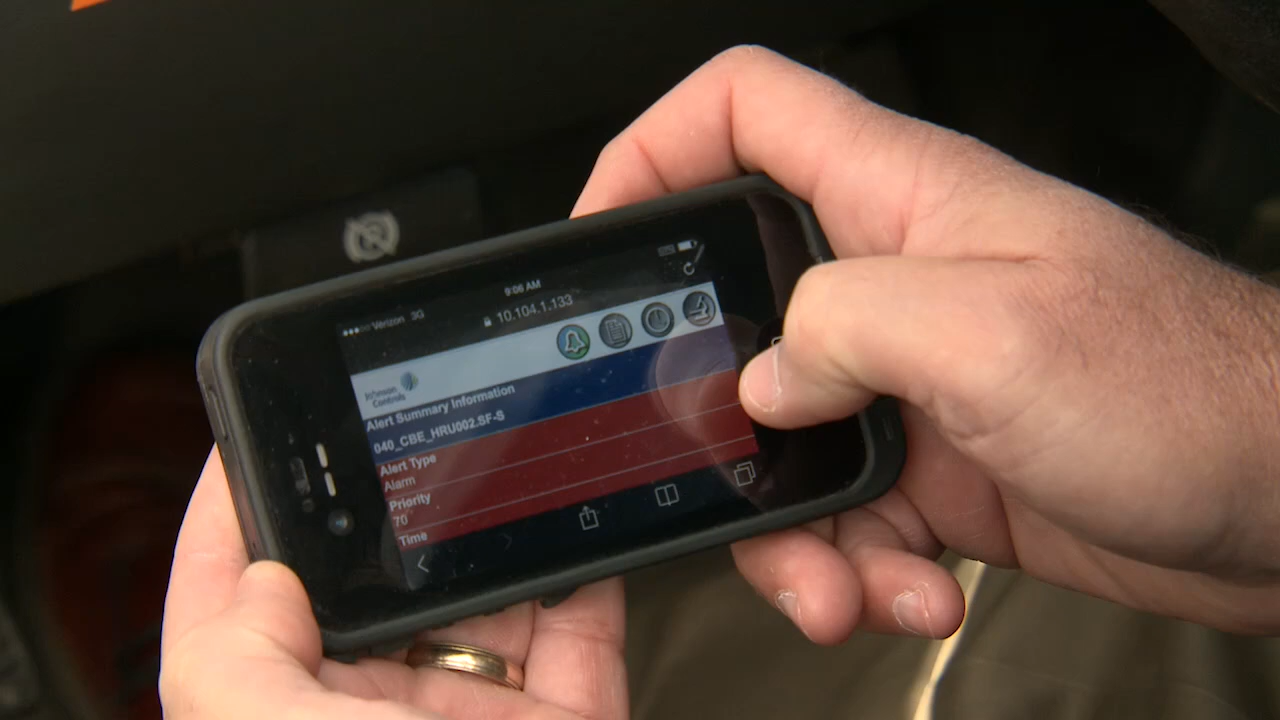 Verizon 3G
9:06 AM
10.104.1.133
Johnson
Controls
Alert Summary Information
040_CBE_HRU002.SF-S
Alert Type
Alarm
Priority
70
Time